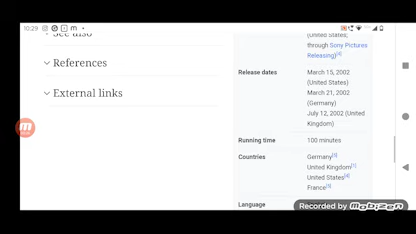 10:29
See also
References
External links
(United States;
through Sony Pictures
Releasing)[4]
Release dates
March 15, 2002
(United States)
March 21, 2002
(Germany)
July 12, 2002 (United
Kingdom)
Running time
100 minutes
Countries
Germany[3]
United Kingdom[1]
United States[4]
France[5]
Language
Recorded by Mobizen